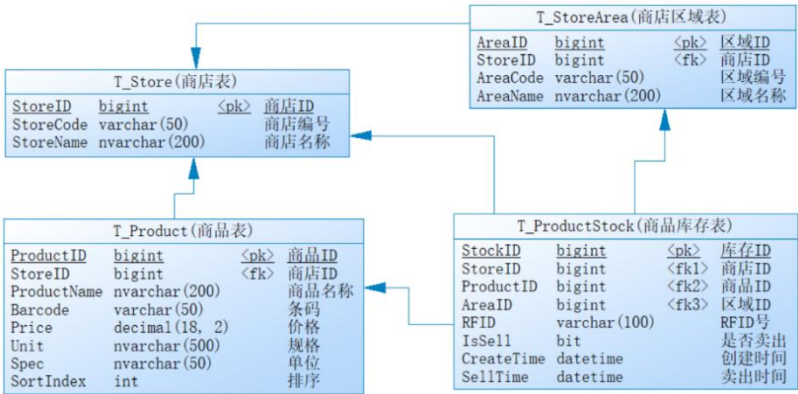 T_StoreArea(商店区域表)
AreaID bigint <pk> 区域ID
StoreID bigint <fk> 商店ID
AreaCode varchar(50) 区域编号
AreaName nvarchar(200) 区域名称
T_Store(商店表)
StoreID bigint <pk> 商店ID
StoreCode varchar(50) 商店编号
StoreName nvarchar(200) 商店名称
T_Product(商品表)
ProductID bigint <pk> 商品ID
StoreID bigint <fk> 商店ID
ProductName nvarchar(200) 商品名称
Barcode varchar(50) 条码
Price decimal(18, 2) 价格
Unit nvarchar(500) 规格
Spec nvarchar(50) 单位
SortIndex int 排序
T_ProductStock(商品库存表)
StockID bigint <pk> 库存ID
StoreID bigint <fk1> 商店ID
ProductID bigint <fk2> 商品ID
AreaID bigint <fk3> 区域ID
RFID varchar(100) RFID号
IsSell bit 是否卖出
CreateTime datetime 创建时间
SellTime datetime 卖出时间